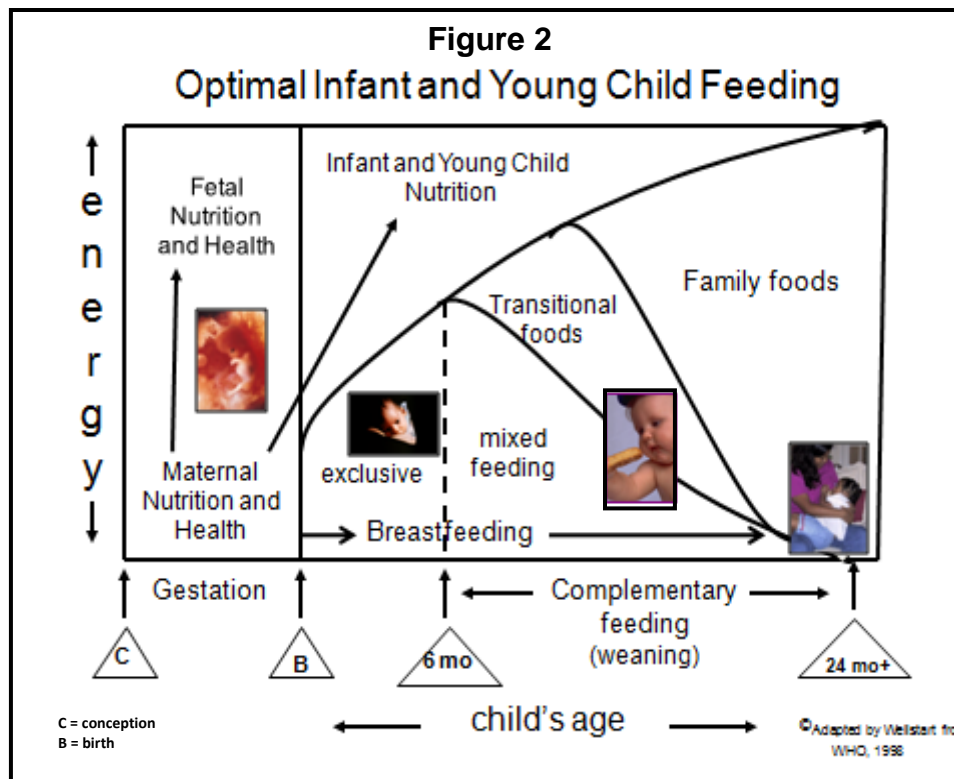 Figure 2
Optimal Infant and Young Child Feeding
energy
Fetal
Nutrition
and Health
Infant and Young Child
Nutrition
Family foods
Transitional
foods
mixed
feeding
exclusive
Maternal
Nutrition and
Health
Breastfeeding
Gestation
Complementary
feeding
(weaning)
C
B
6 mo
24 mo+
child's age
C = conception
B = birth
©Adapted by Wellstart fro
WHO, 1998